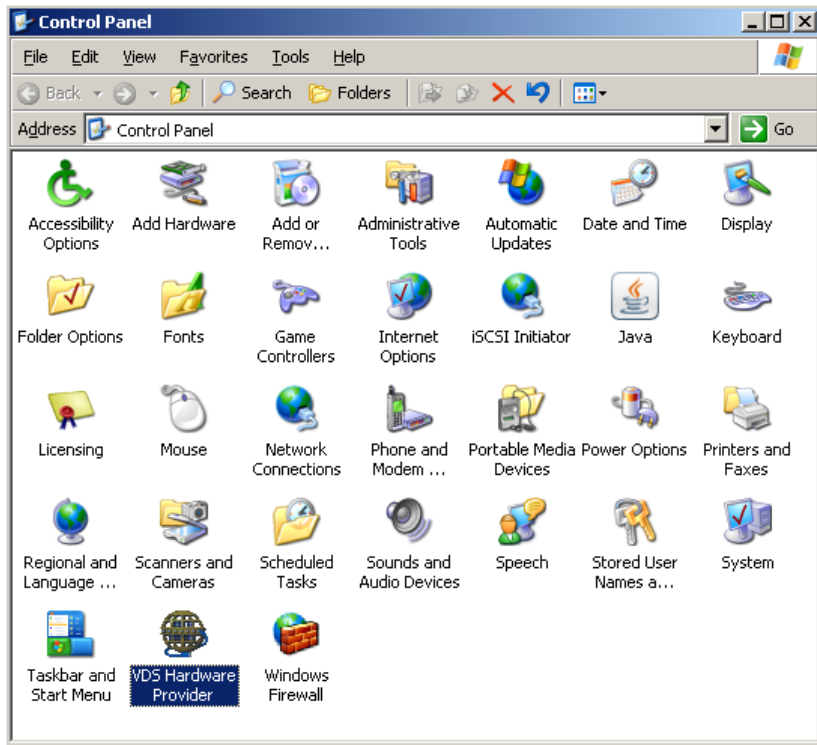 Control Panel
File Edit View Favorites Tools Help
Back Search Folders
Address Control Panel Go
Accessibility Options
Add Hardware
Add or Remov...
Administrative Tools
Automatic Updates
Date and Time
Display
Folder Options
Fonts
Game Controllers
Internet Options
iSCSI Initiator
Java
Keyboard
Licensing
Mouse
Network Connections
Phone and Modem ...
Portable Media Devices
Power Options
Printers and Faxes
Regional and Language ...
Scanners and Cameras
Scheduled Tasks
Sounds and Audio Devices
Speech
Stored User Names a...
System
Taskbar and Start Menu
VDS Hardware Provider
Windows Firewall